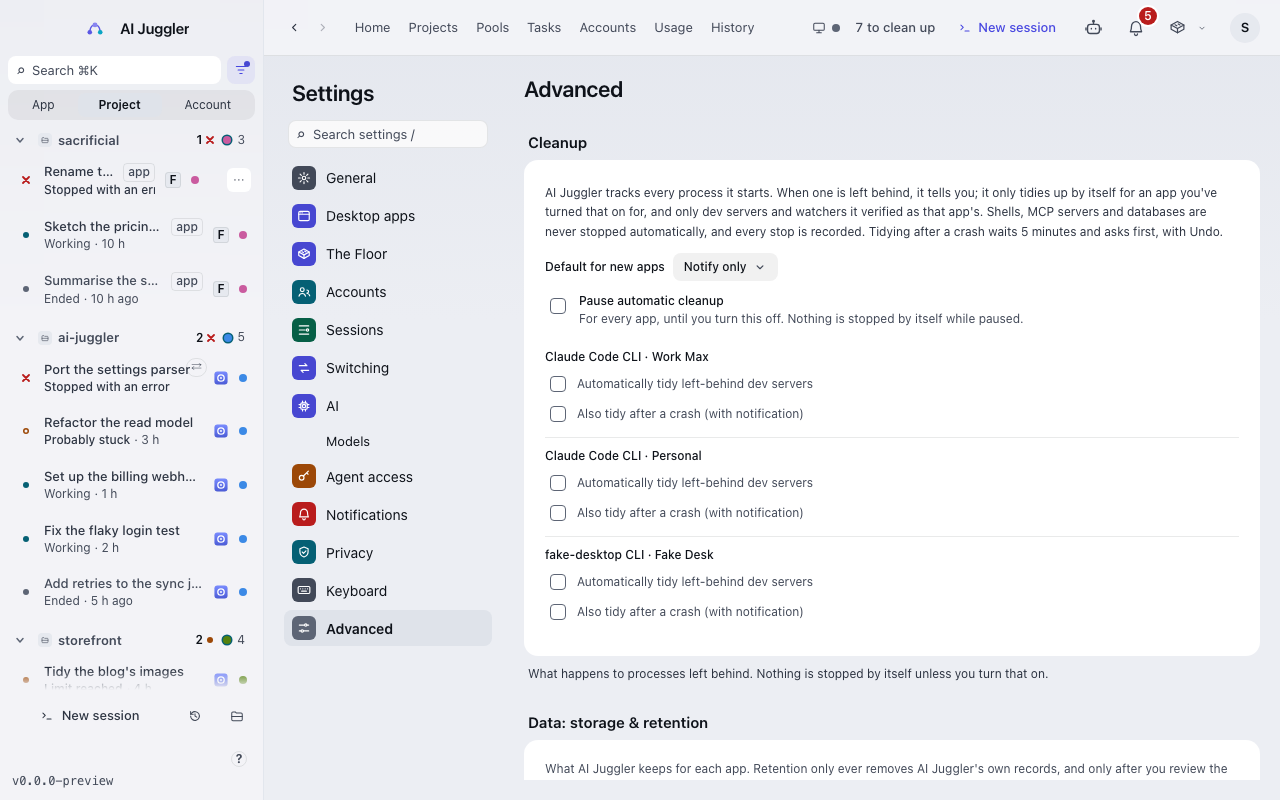 AI Juggler
Search ⌘K
App Project Account
sacrificial 1 3
Rename t... app F
Stopped with an err
Sketch the pricin... app F
Working · 10 h
Summarise the s... app F
Ended · 10 h ago
ai-juggler 2 5
Port the settings parser
Stopped with an error
Refactor the read model
Probably stuck · 3 h
Set up the billing webh...
Working · 1 h
Fix the flaky login test
Working · 2 h
Add retries to the sync j...
Ended · 5 h ago
storefront 2 4
Tidy the blog's images
Limit reached · 4 h
New session
?
v0.0.0-preview
Home Projects Pools Tasks Accounts Usage History 7 to clean up New session 5 S
Settings
Search settings /
General
Desktop apps
The Floor
Accounts
Sessions
Switching
AI
Models
Agent access
Notifications
Privacy
Keyboard
Advanced
Advanced
Cleanup
AI Juggler tracks every process it starts. When one is left behind, it tells you; it only tidies up by itself for an app you've
turned that on for, and only dev servers and watchers it verified as that app's. Shells, MCP servers and databases are
never stopped automatically, and every stop is recorded. Tidying after a crash waits 5 minutes and asks first, with Undo.
Default for new apps Notify only
Pause automatic cleanup
For every app, until you turn this off. Nothing is stopped by itself while paused.
Claude Code CLI · Work Max
Automatically tidy left-behind dev servers
Also tidy after a crash (with notification)
Claude Code CLI · Personal
Automatically tidy left-behind dev servers
Also tidy after a crash (with notification)
fake-desktop CLI · Fake Desk
Automatically tidy left-behind dev servers
Also tidy after a crash (with notification)
What happens to processes left behind. Nothing is stopped by itself unless you turn that on.
Data: storage & retention
What AI Juggler keeps for each app. Retention only ever removes AI Juggler's own records, and only after you review the